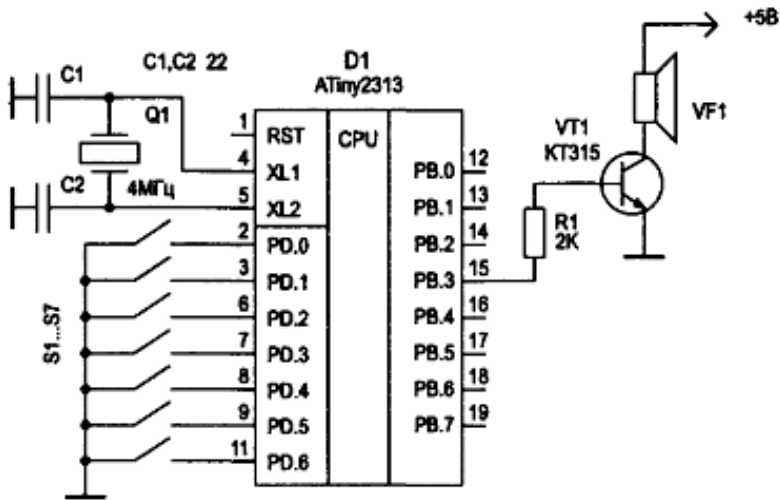 +5В
C1
C1,C2 22
D1
ATiny2313
Q1
VF1
VT1
КТ315
1
RST
CPU
4
XL1
PB.0
12
C2
4МГц
5
XL2
PB.1
13
R1
2K
2
PD.0
PB.2
14
3
PD.1
PB.3
15
6
PD.2
PB.4
16
S1...S7
7
PD.3
PB.5
17
8
PD.4
PB.6
18
9
PD.5
PB.7
19
11
PD.6